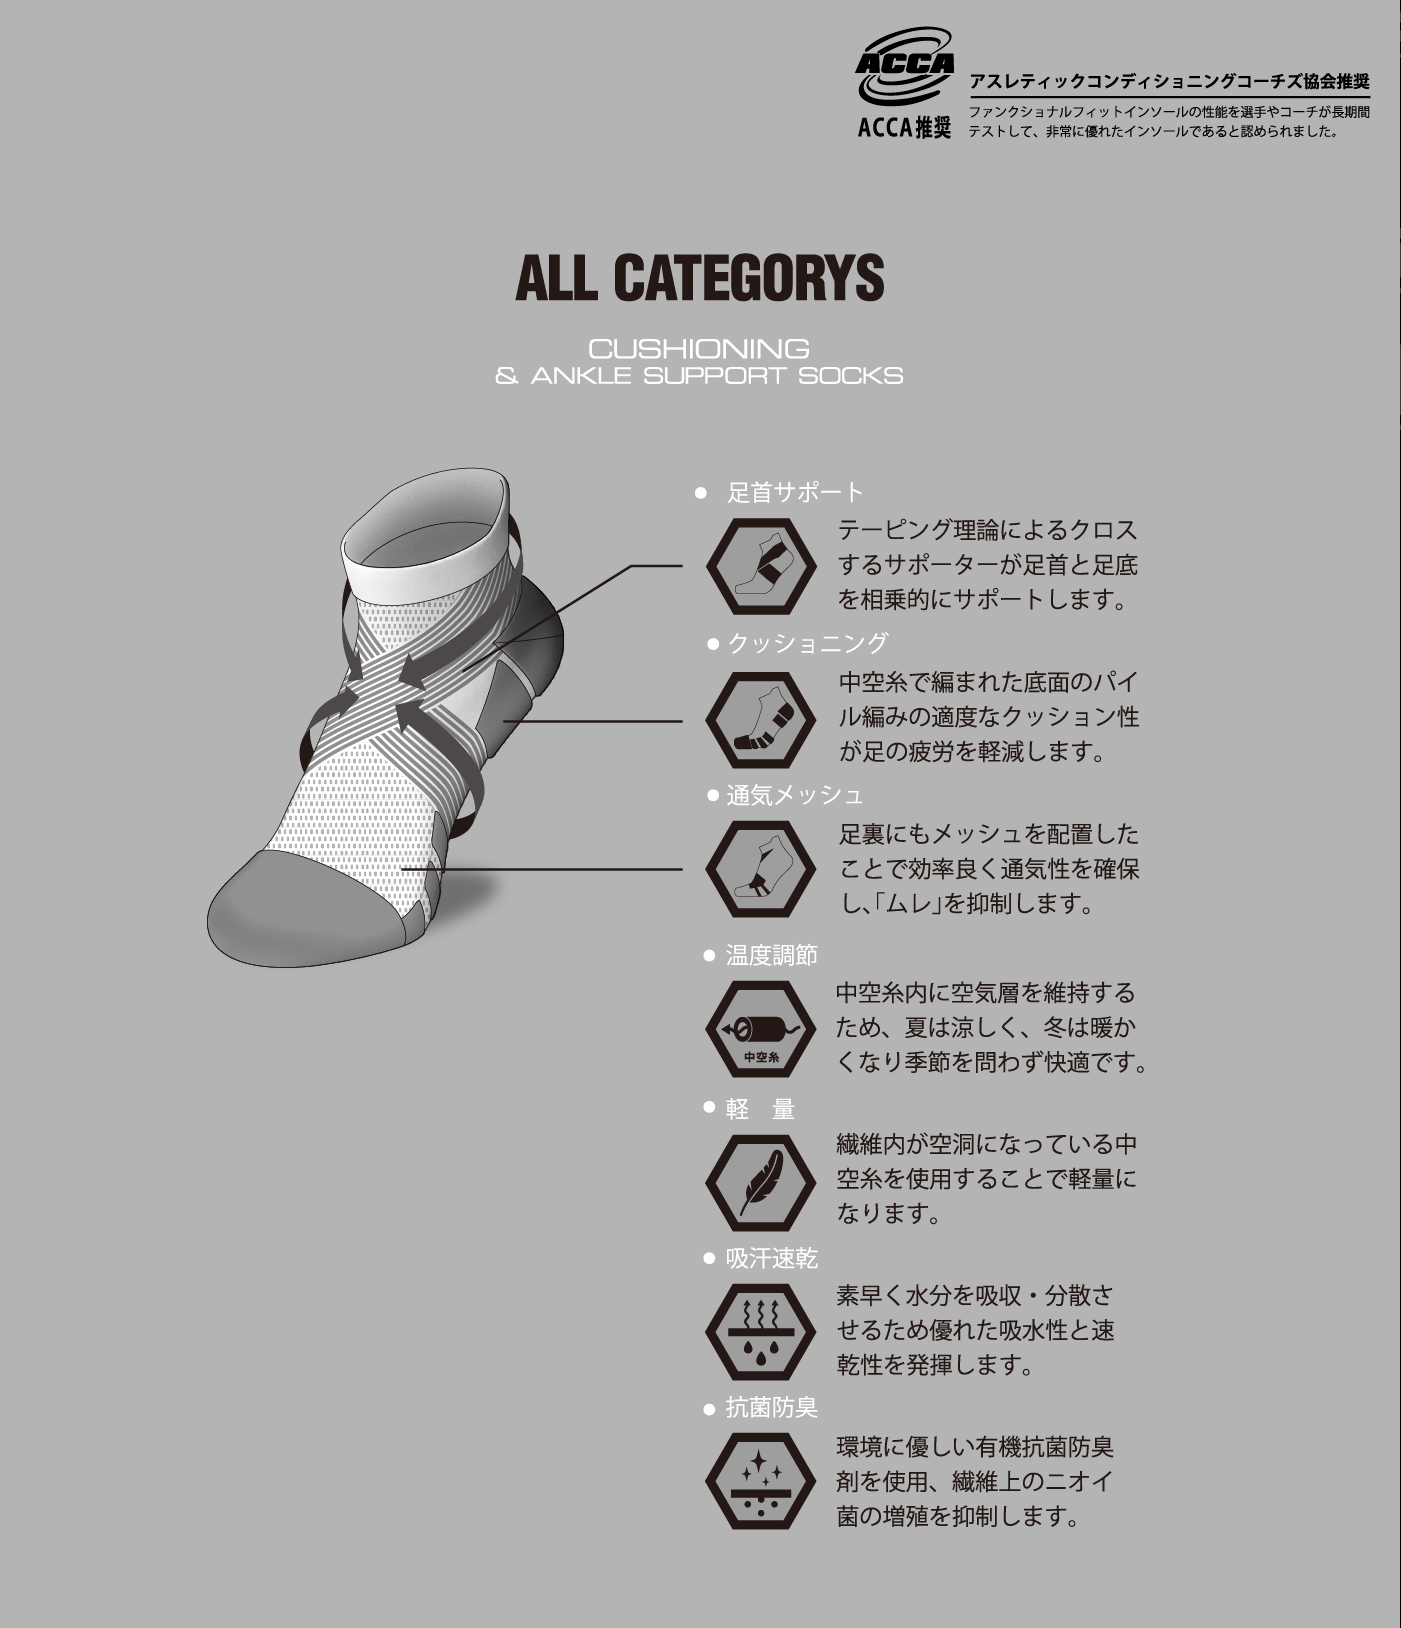 ACCA
ACCA推奨
アスレティックコンディショニングコーチズ協会推奨
ファンクショナルフィットインソールの性能を選手やコーチが長期間
テストして、非常に優れたインソールであると認められました。
ALL CATEGORYS
CUSHIONING
& ANKLE SUPPORT SOCKS
● 足首サポート
テーピング理論によるクロス
するサポーターが足首と足底
を相乗的にサポートします。
● クッショニング
中空糸で編まれた底面のパイ
ル編みの適度なクッション性
が足の疲労を軽減します。
● 通気メッシュ
足裏にもメッシュを配置した
ことで効率良く通気性を確保
し、「ムレ」を抑制します。
● 温度調節
中空糸
中空糸内に空気層を維持する
ため、夏は涼しく、冬は暖か
くなり季節を問わず快適です。
● 軽　量
繊維内が空洞になっている中
空糸を使用することで軽量に
なります。
● 吸汗速乾
素早く水分を吸収・分散さ
せるため優れた吸水性と速
乾性を発揮します。
● 抗菌防臭
環境に優しい有機抗菌防臭
剤を使用、繊維上のニオイ
菌の増殖を抑制します。